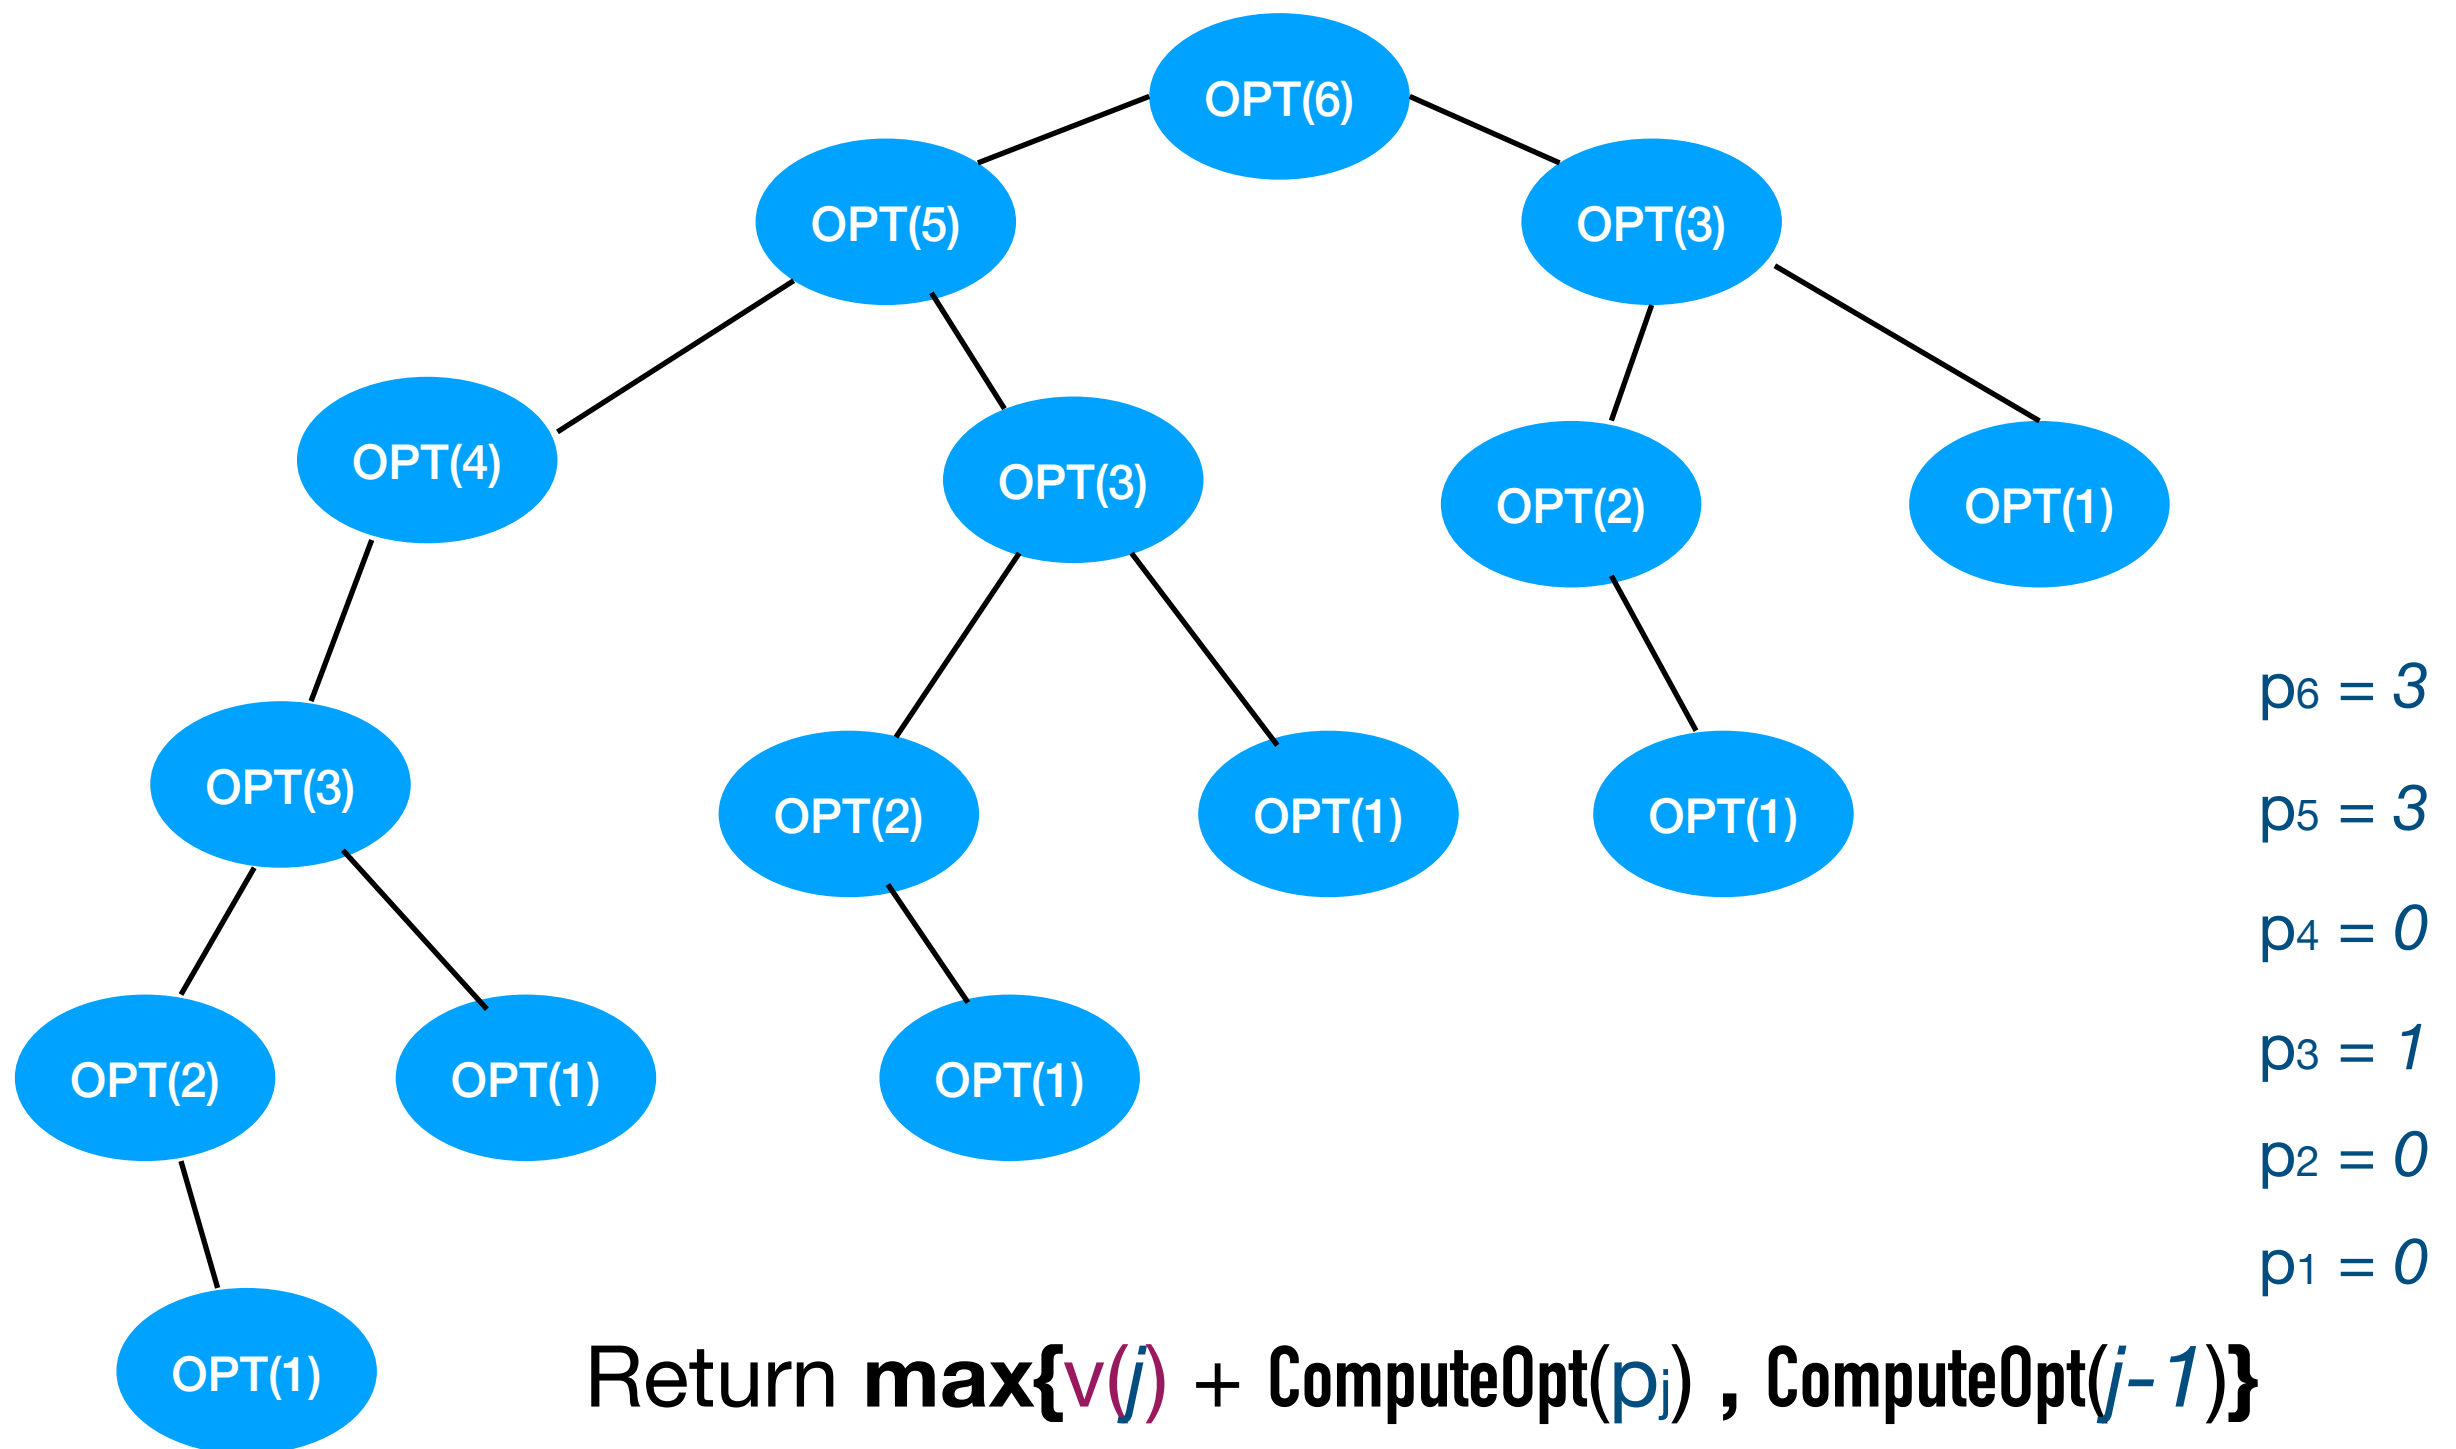 OPT(6)
OPT(5)
OPT(3)
OPT(4)
OPT(3)
OPT(2)
OPT(1)
OPT(3)
OPT(2)
OPT(1)
OPT(1)
OPT(2)
OPT(1)
OPT(1)
OPT(1)
p6 = 3
p5 = 3
p4 = 0
p3 = 1
p2 = 0
p1 = 0
Return max{v(j) + ComputeOpt(pj) , ComputeOpt(j-1)}